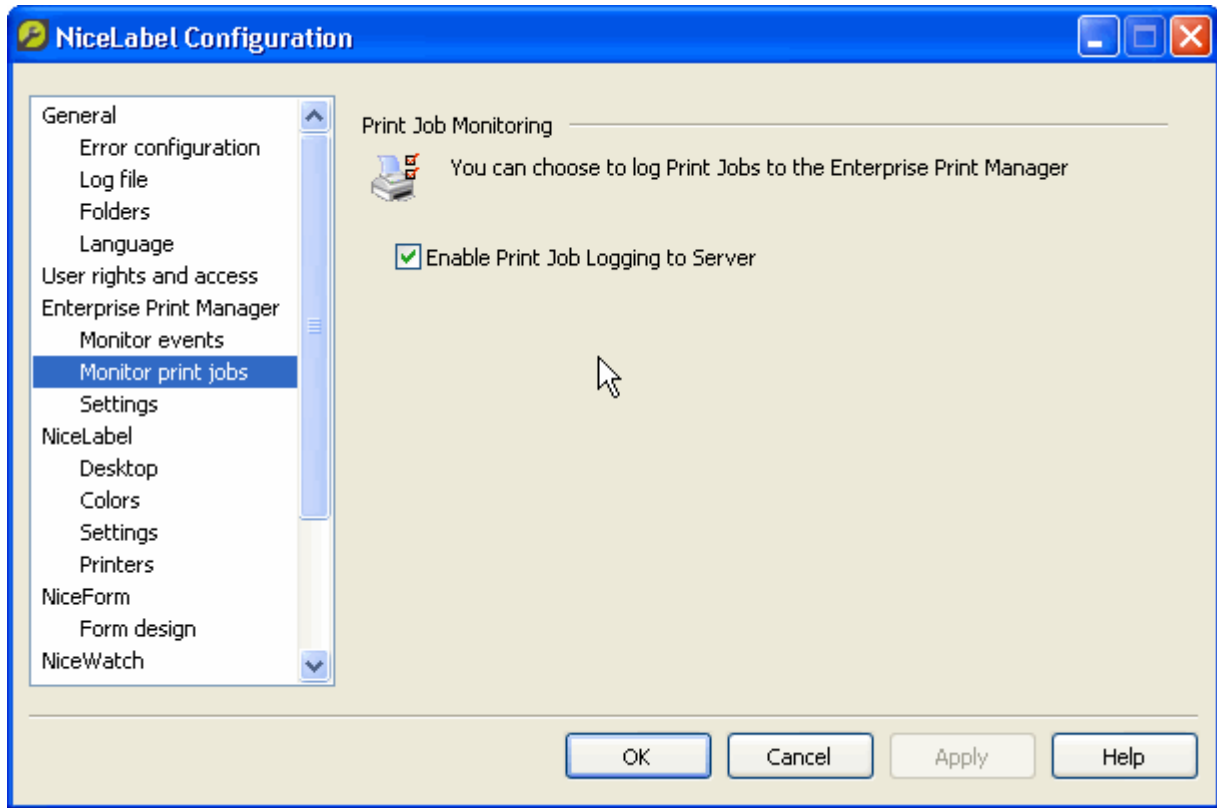 NiceLabel Configuration
General
Error configuration
Log file
Folders
Language
User rights and access
Enterprise Print Manager
Monitor events
Monitor print jobs
Settings
NiceLabel
Desktop
Colors
Settings
Printers
NiceForm
Form design
NiceWatch
Print Job Monitoring
You can choose to log Print Jobs to the Enterprise Print Manager
Enable Print Job Logging to Server
OK
Cancel
Apply
Help